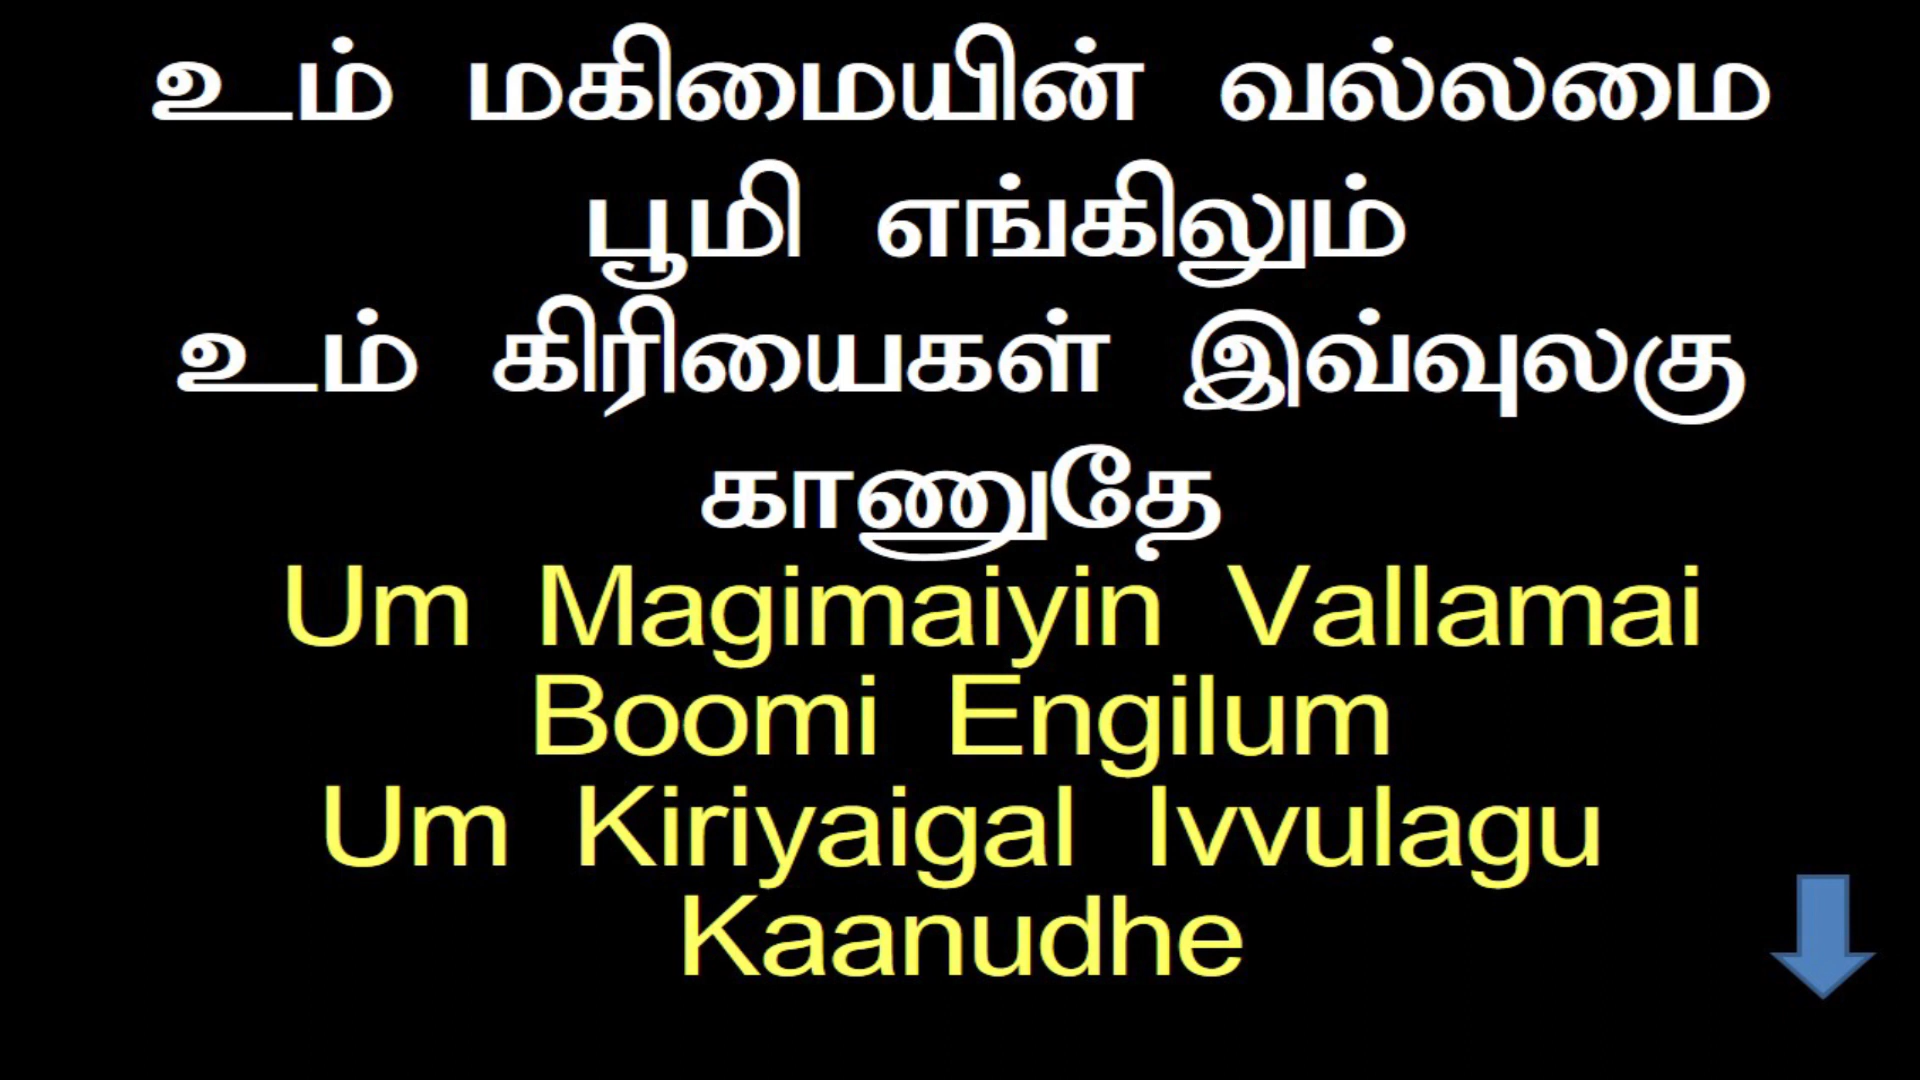 உம் மகிமையின் வல்லமை
பூமி எங்கிலும்
உம் கிரியைகள் இவ்வுலகு
காணுதே
Um Magimaiyin Vallamai
Boomi Engilum
Um Kiriyaigal Ivvulagu
Kaanudhe